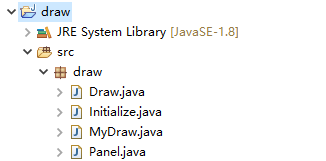 draw
JRE System Library [JavaSE-1.8]
src
draw
Draw.java
Initialize.java
MyDraw.java
Panel.java